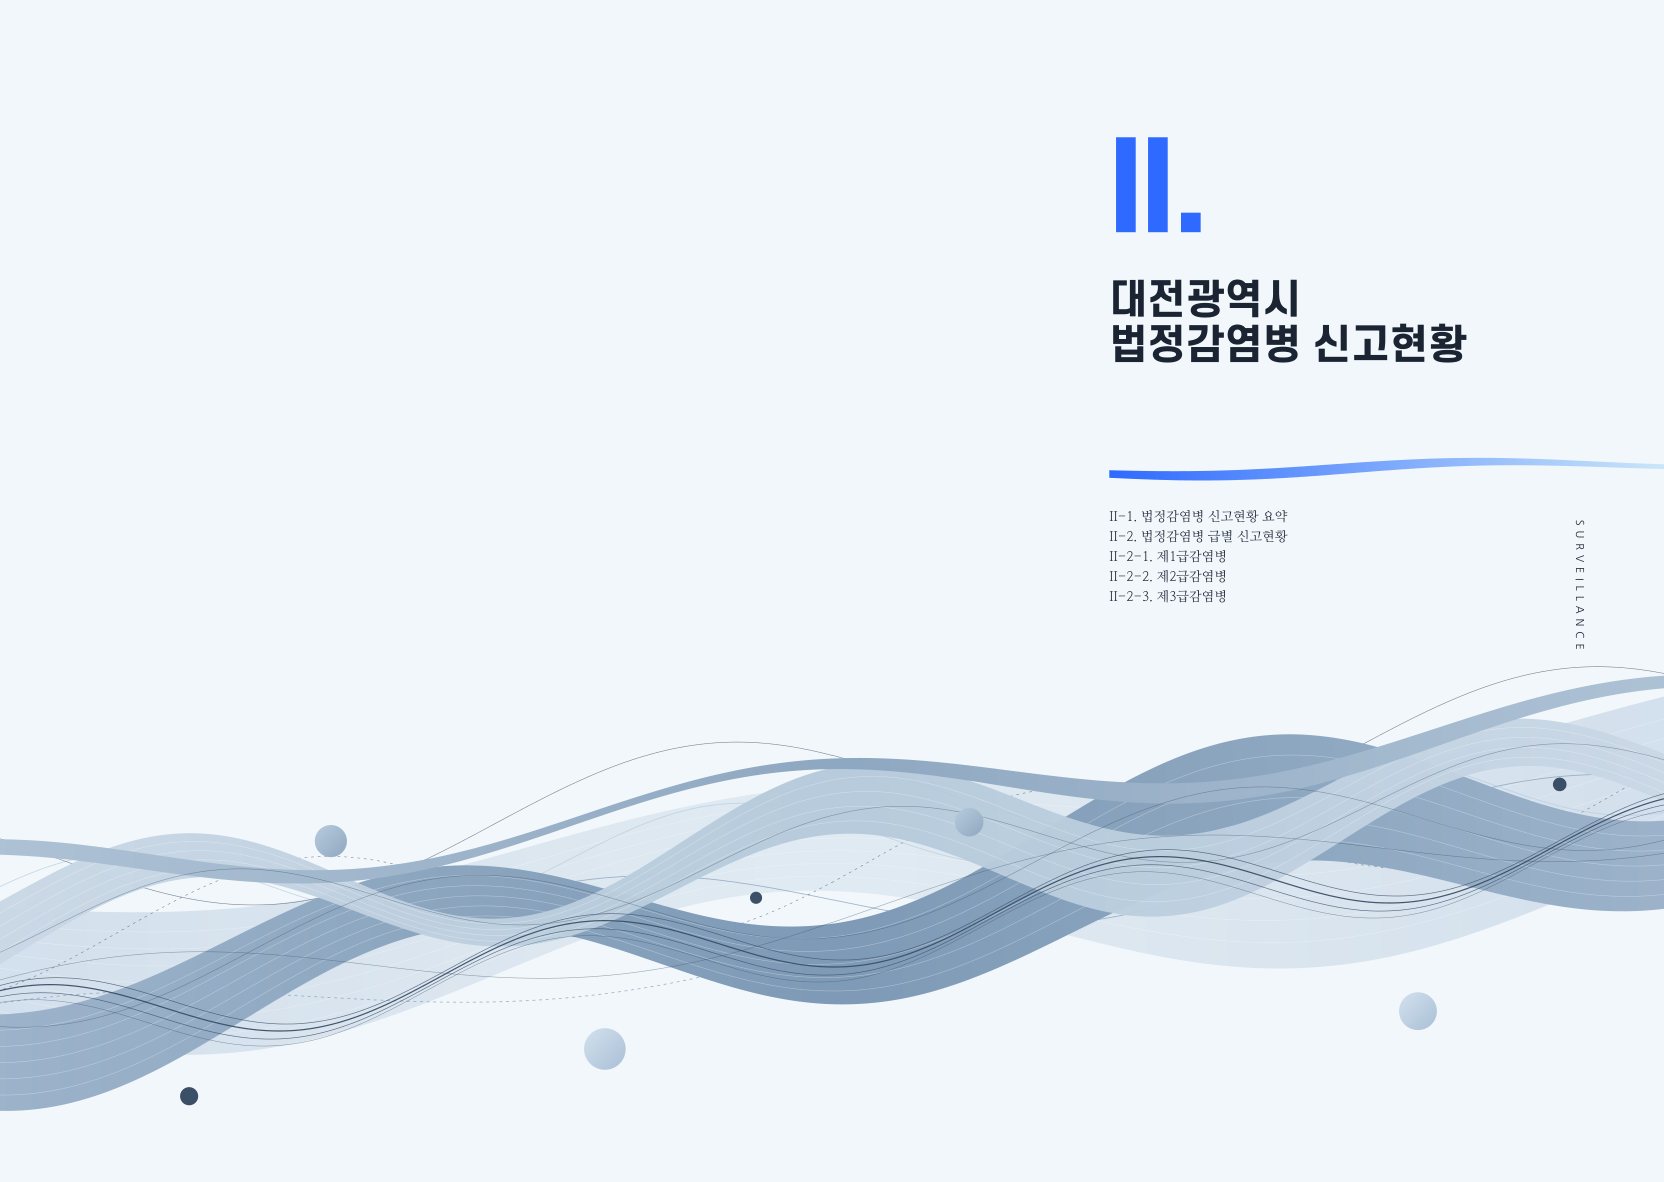 II.
대전광역시
법정감염병 신고현황
II-1. 법정감염병 신고현황 요약
II-2. 법정감염병 급별 신고현황
II-2-1. 제1급감염병
II-2-2. 제2급감염병
II-2-3. 제3급감염병
SURVEILLANCE